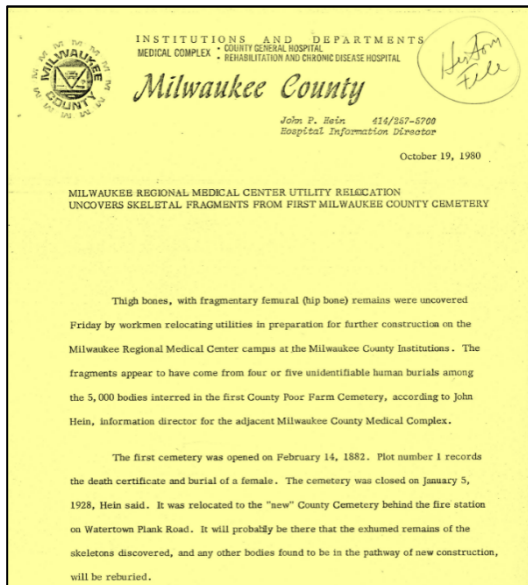 INSTITUTIONS AND DEPARTMENTS
MEDICAL COMPLEX • COUNTY GENERAL HOSPITAL
• REHABILITATION AND CHRONIC DISEASE HOSPITAL
MILWAUKEE COUNTY
Milwaukee County
History
File
John P. Hein 414/257-5700
Hospital Information Director
October 19, 1980
MILWAUKEE REGIONAL MEDICAL CENTER UTILITY RELOCATION
UNCOVERS SKELETAL FRAGMENTS FROM FIRST MILWAUKEE COUNTY CEMETERY
Thigh bones, with fragmentary femural (hip bone) remains were uncovered
Friday by workmen relocating utilities in preparation for further construction on the
Milwaukee Regional Medical Center campus at the Milwaukee County Institutions. The
fragments appear to have come from four or five unidentifiable human burials among
the 5,000 bodies interred in the first County Poor Farm Cemetery, according to John
Hein, information director for the adjacent Milwaukee County Medical Complex.
The first cemetery was opened on February 14, 1882. Plot number 1 records
the death certificate and burial of a female. The cemetery was closed on January 5,
1928, Hein said. It was relocated to the "new" County Cemetery behind the fire station
on Watertown Plank Road. It will probably be there that the exhumed remains of the
skeletons discovered, and any other bodies found to be in the pathway of new construction,
will be reburied.